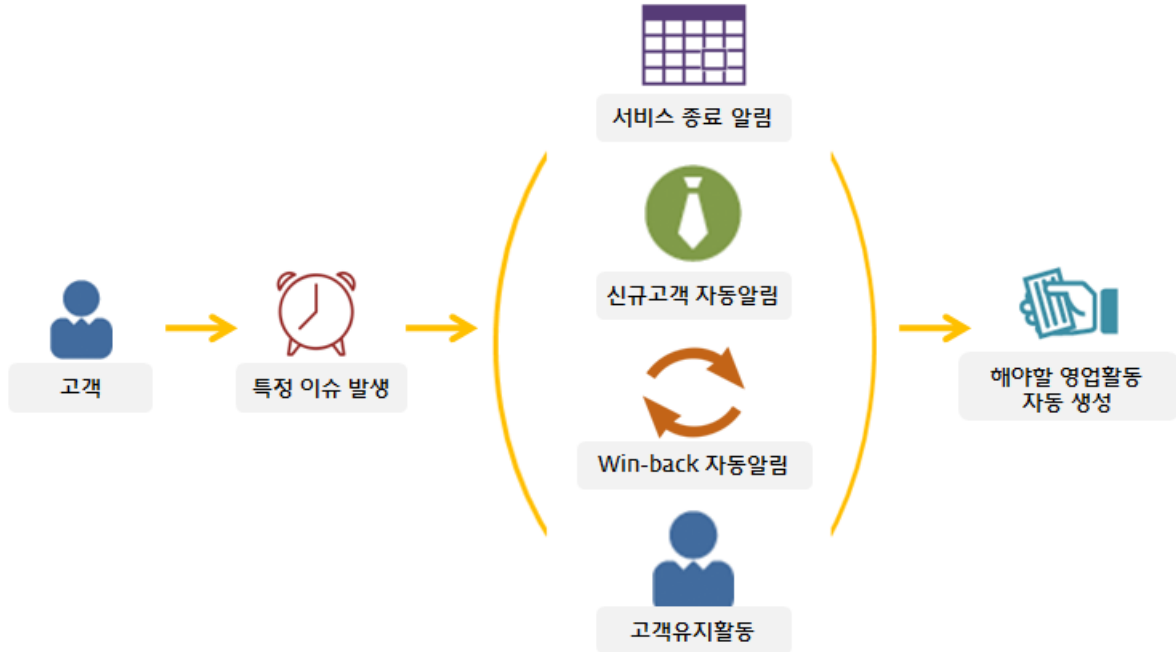 고객
특정 이슈 발생
서비스 종료 알림
신규고객 자동알림
Win-back 자동알림
고객유지활동
해야할 영업활동
자동 생성